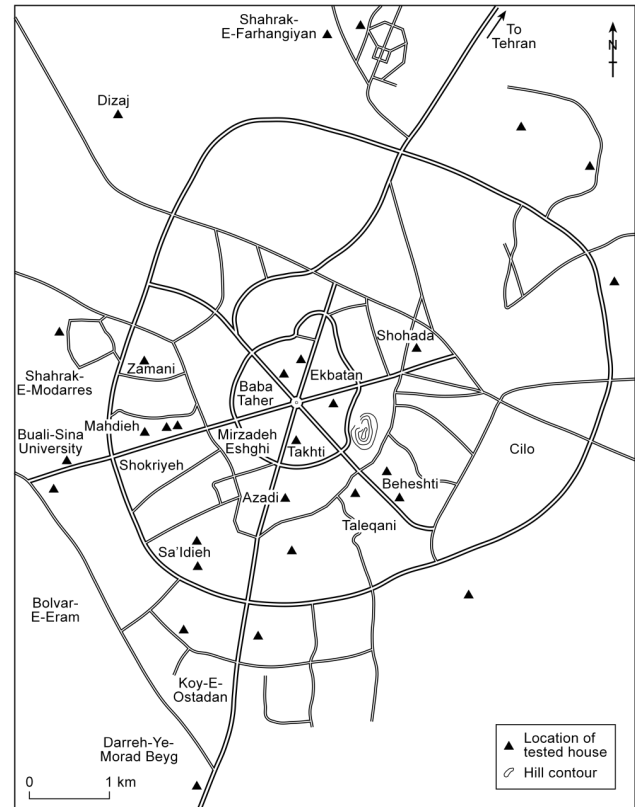 Shahrak-
E-Farhangiyan
To
Tehran
N
Dizaj
Shohada
Zamani
Ekbatan
Shahrak-
E-Modarres
Baba
Taher
Mahdieh
Buali-Sina
University
Mirzadeh
Eshghi
Takhti
Cilo
Shokriyeh
Beheshti
Azadi
Taleqani
Sa'Idieh
Bolvar-
E-Eram
Koy-E-
Ostadan
Darreh-Ye-
Morad Beyg
Location of
tested house
Hill contour
0 1 km